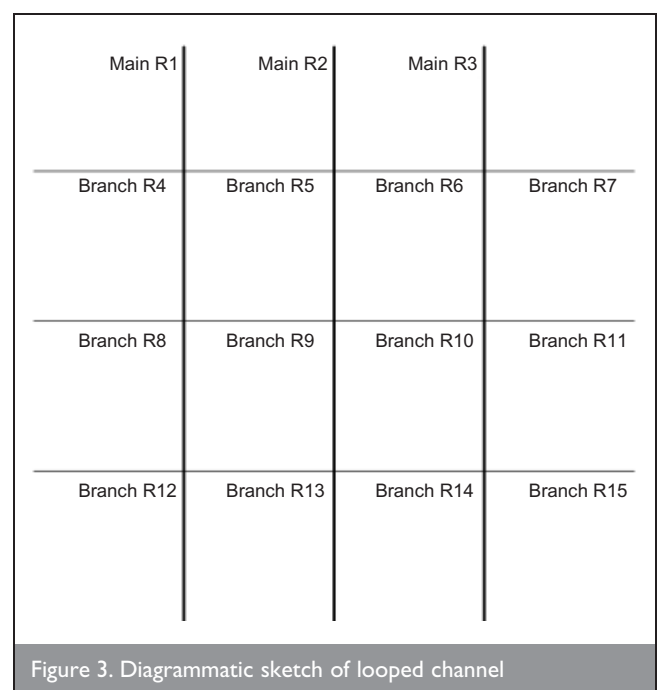 Main R1 Main R2 Main R3
Branch R4 Branch R5 Branch R6 Branch R7
Branch R8 Branch R9 Branch R10 Branch R11
Branch R12 Branch R13 Branch R14 Branch R15
Figure 3. Diagrammatic sketch of looped channel